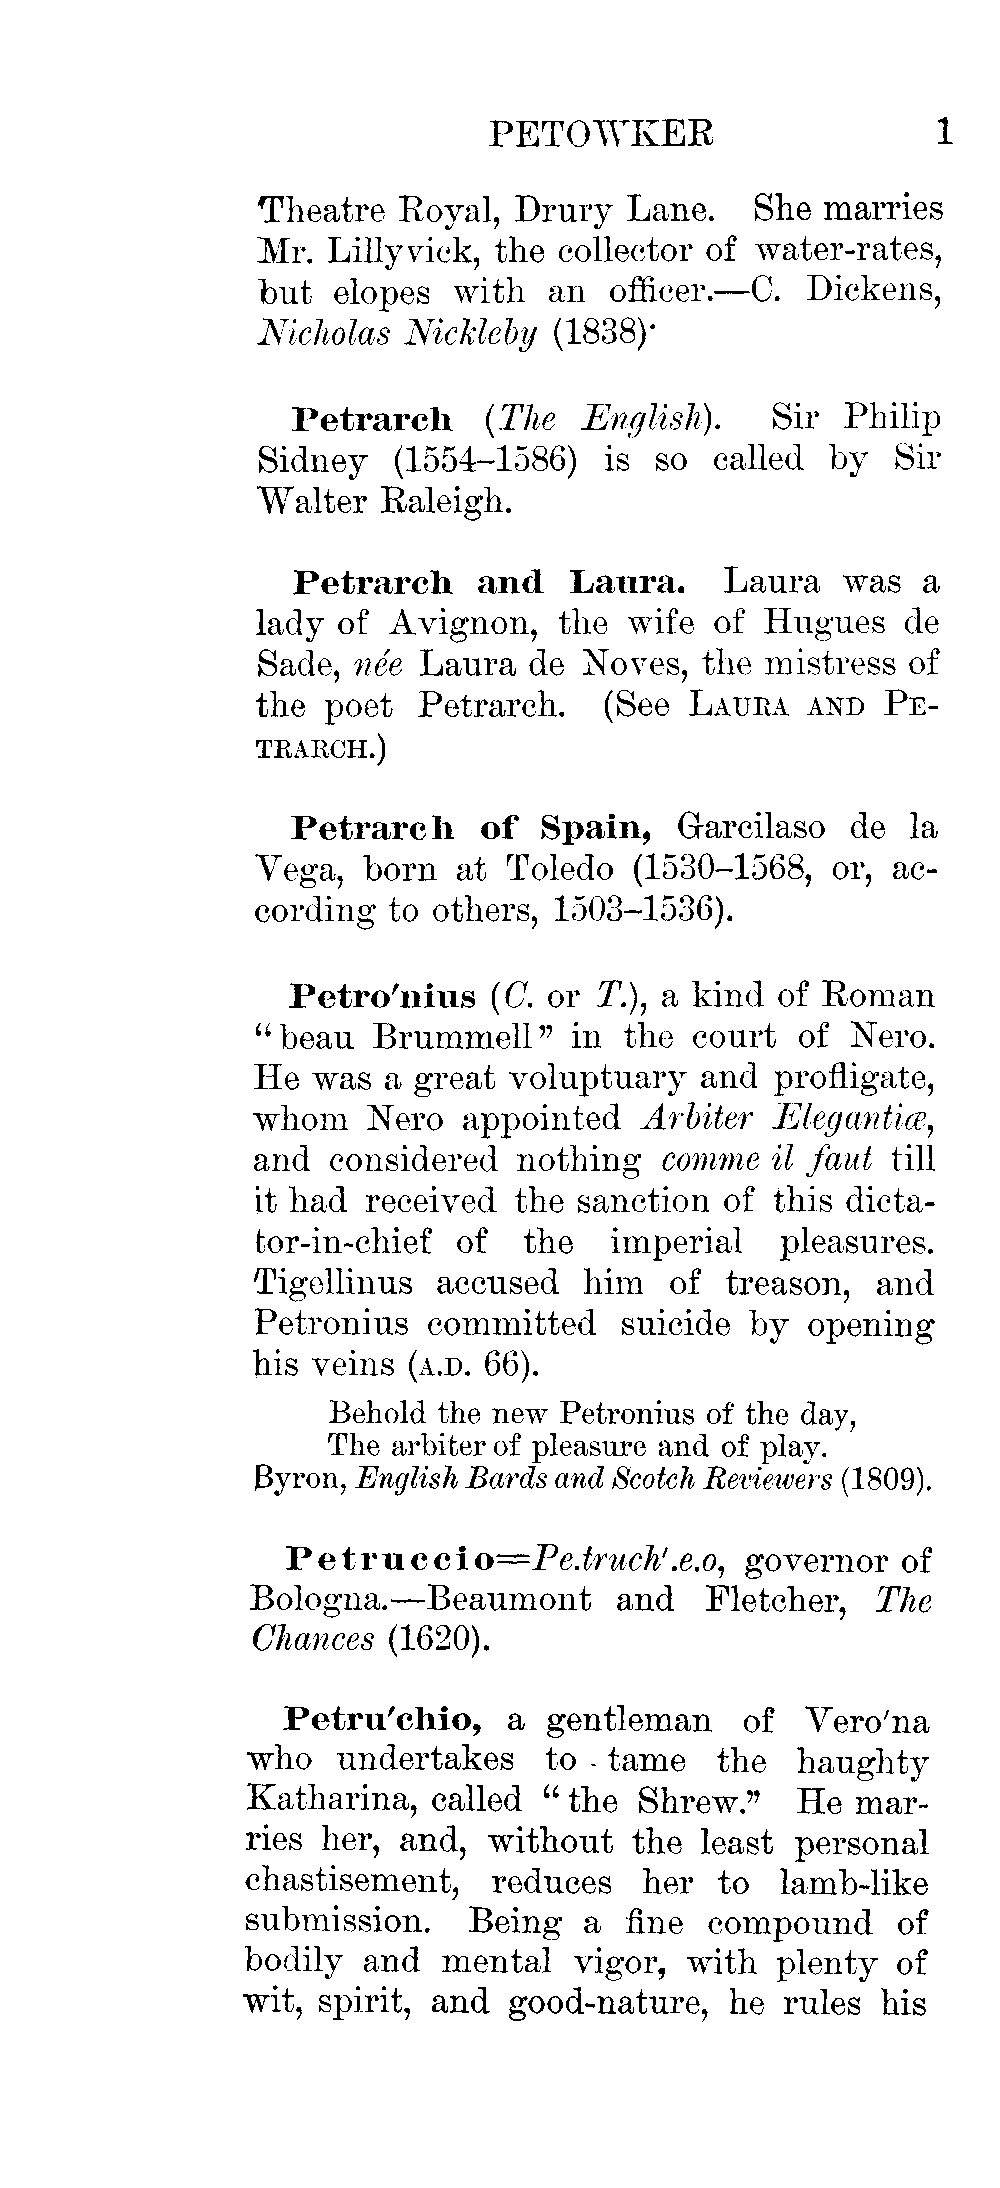 PETOWKER 1
Theatre Royal, Drury Lane. She marries
Mr. Lillyvick, the collector of water-rates,
but elopes with an officer.—C. Dickens,
Nicholas Nickleby (1838)·
Petrarch (The English). Sir Philip
Sidney (1554–1586) is so called by Sir
Walter Raleigh.
Petrarch and Laura. Laura was a
lady of Avignon, the wife of Hugues de
Sade, née Laura de Noves, the mistress of
the poet Petrarch. (See LAURA AND PE-
TRARCH.)
Petrarch of Spain, Garcilaso de la
Vega, born at Toledo (1530–1568, or, ac-
cording to others, 1503–1536).
Petro'nius (C. or T.), a kind of Roman
“beau Brummell” in the court of Nero.
He was a great voluptuary and profligate,
whom Nero appointed Arbiter Elegantiæ,
and considered nothing comme il faut till
it had received the sanction of this dicta-
tor-in-chief of the imperial pleasures.
Tigellinus accused him of treason, and
Petronius committed suicide by opening
his veins (A.D. 66).
Behold the new Petronius of the day,
The arbiter of pleasure and of play.
Byron, English Bards and Scotch Reviewers (1809).
Petruccio=Pe.truch'.e.o, governor of
Bologna.—Beaumont and Fletcher, The
Chances (1620).
Petru'chio, a gentleman of Vero'na
who undertakes to - tame the haughty
Katharina, called “the Shrew.” He mar-
ries her, and, without the least personal
chastisement, reduces her to lamb-like
submission. Being a fine compound of
bodily and mental vigor, with plenty of
wit, spirit, and good-nature, he rules his